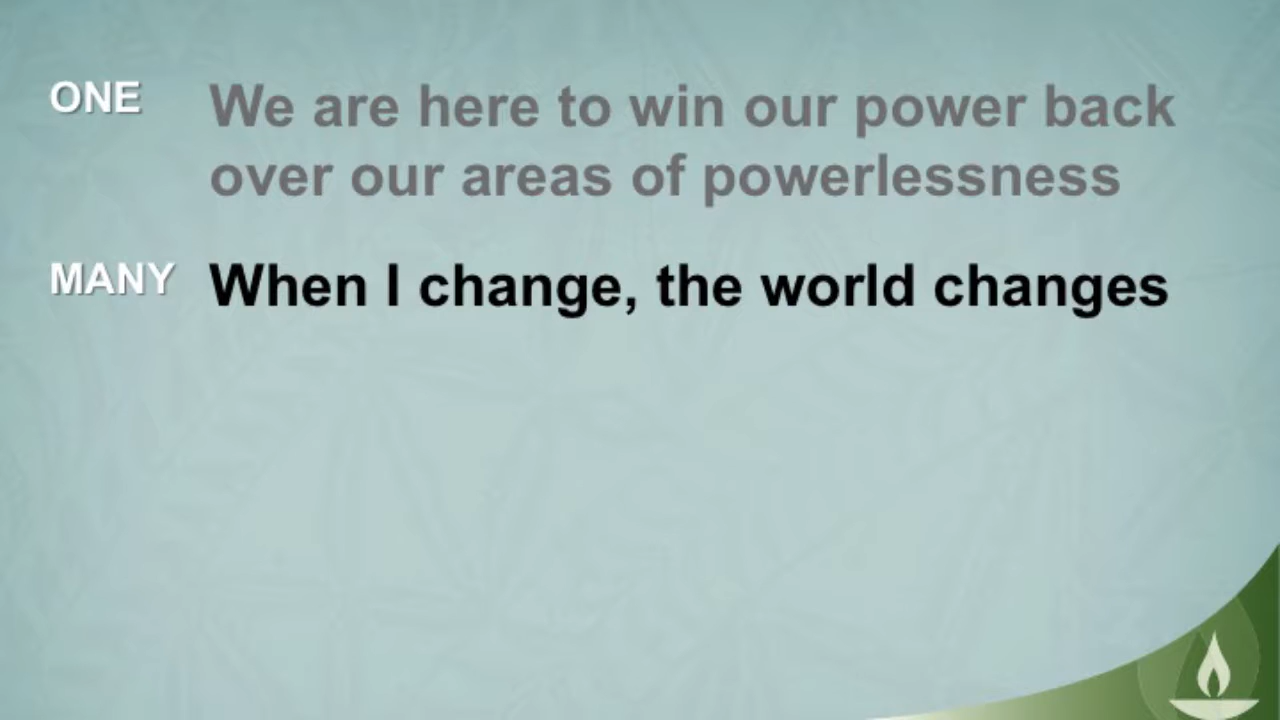 ONE We are here to win our power back
over our areas of powerlessness
MANY When I change, the world changes